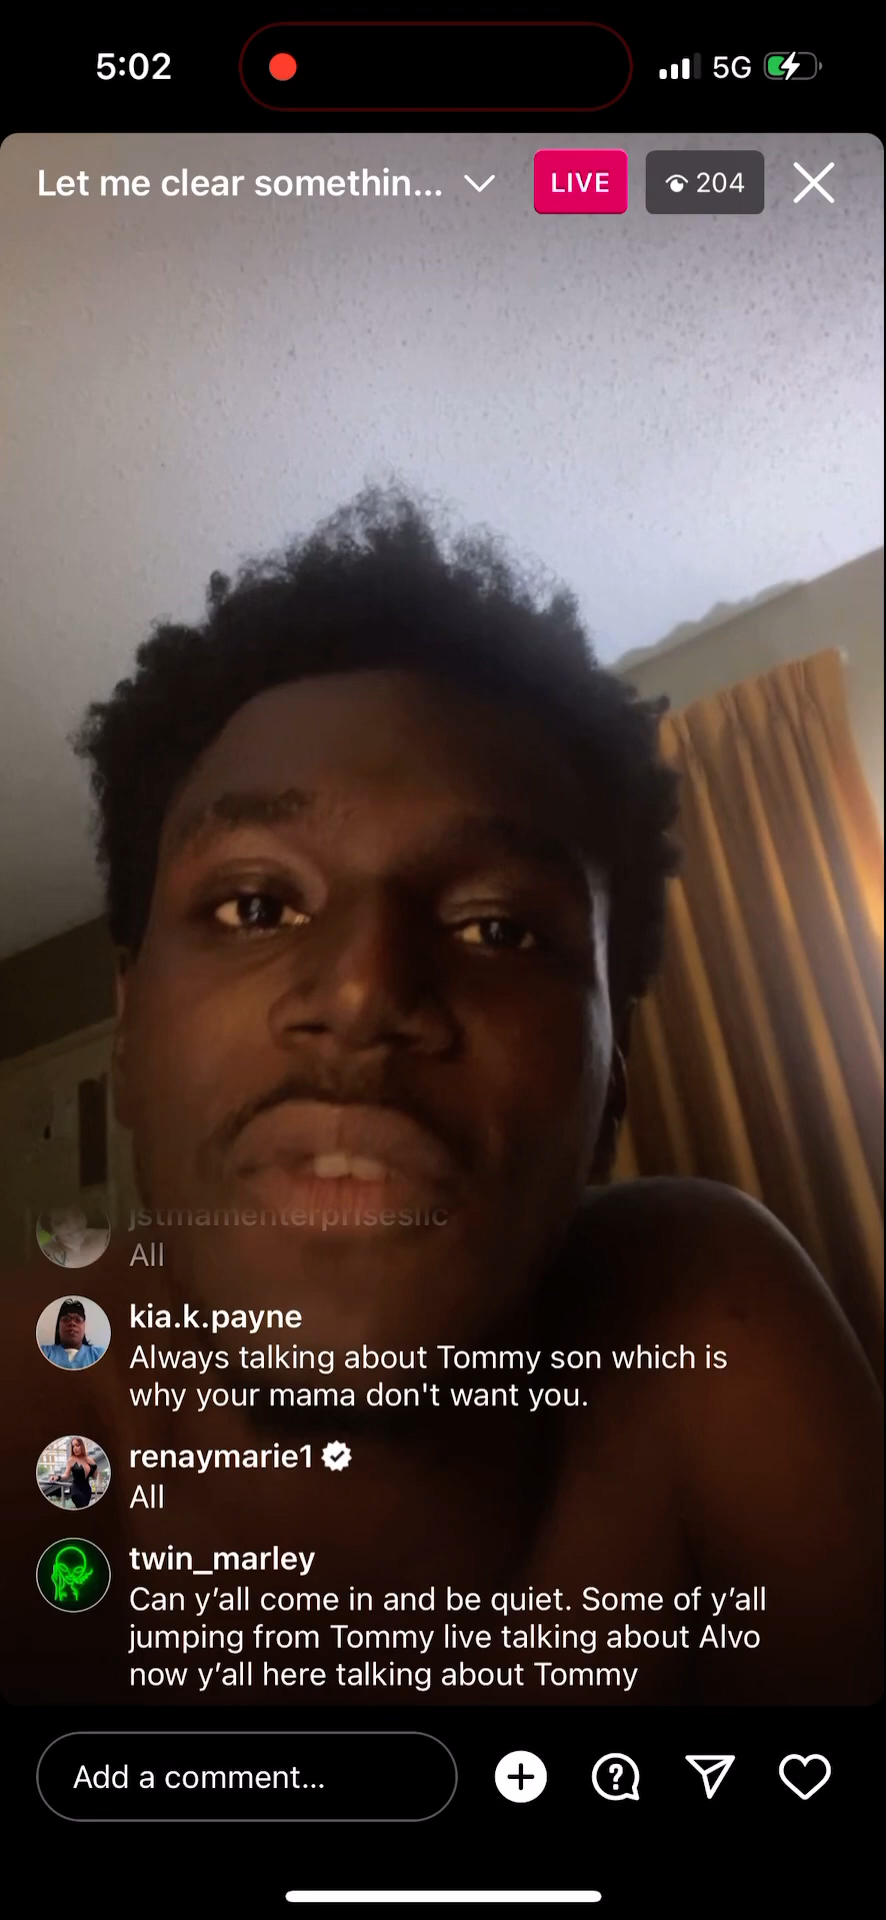 5:02
5G
Let me clear somethin...
LIVE
204
jstmamenterprisesllc
All
kia.k.payne
Always talking about Tommy son which is
why your mama don't want you.
renaymarie1
All
twin_marley
Can y’all come in and be quiet. Some of y’all
jumping from Tommy live talking about Alvo
now y’all here talking about Tommy
Add a comment...